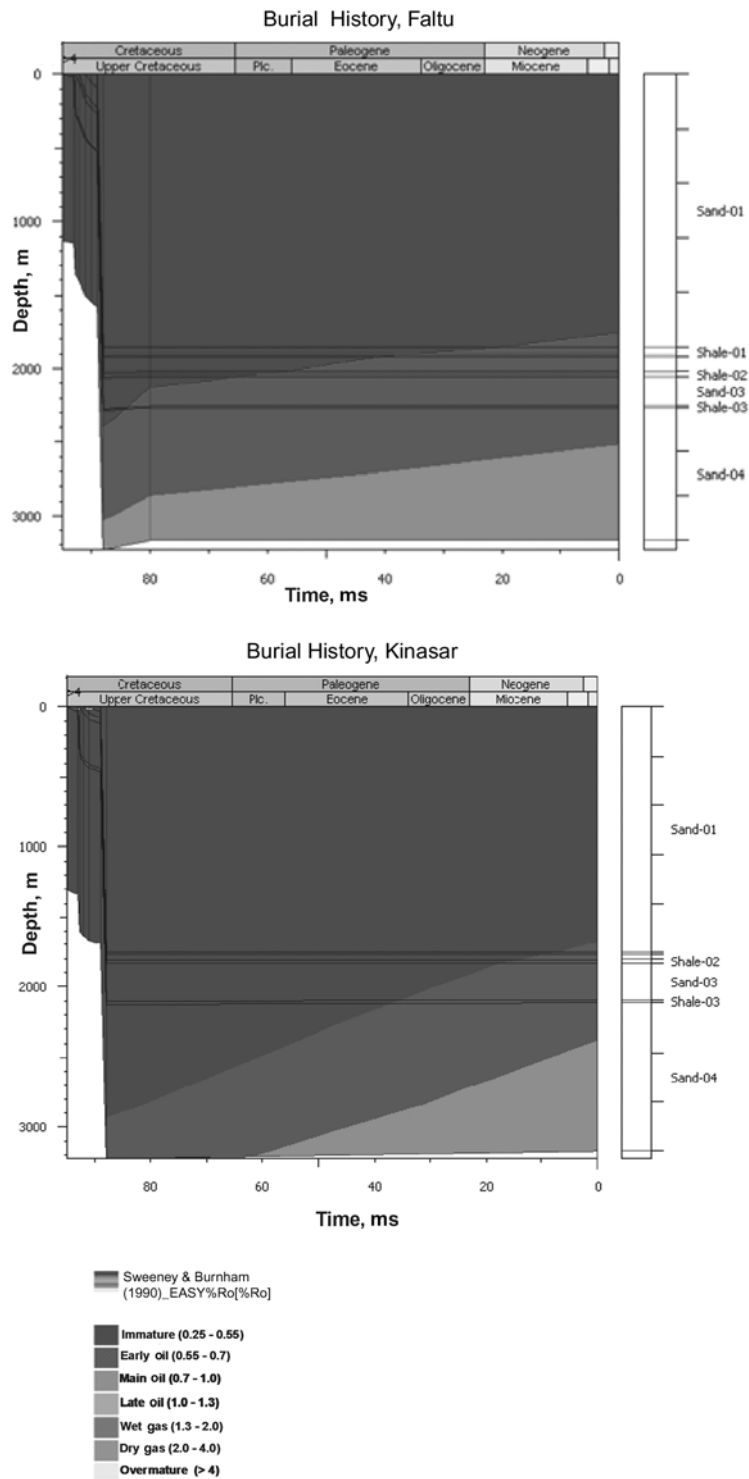 Burial History, Faltu
>4
Cretaceous Paleogene Neogene
Upper Cretaceous Plc. Eocene Oligocene Miocene
0
1000
2000
3000
Depth, m
80 60 40 20 0
Time, ms
Sand-01
Shale-01
Shale-02
Sand-03
Shale-03
Sand-04
Burial History, Kinasar
>4
Cretaceous Paleogene Neogene
Upper Cretaceous Plc. Eocene Oligocene Miocene
0
1000
2000
3000
Depth, m
80 60 40 20 0
Time, ms
Sand-01
Shale-02
Sand-03
Shale-03
Sand-04
Sweeney & Burnham
(1990)_EASY%Ro[%Ro]
Immature (0.25 - 0.55)
Early oil (0.55 - 0.7)
Main oil (0.7 - 1.0)
Late oil (1.0 - 1.3)
Wet gas (1.3 - 2.0)
Dry gas (2.0 - 4.0)
Overmature (> 4)